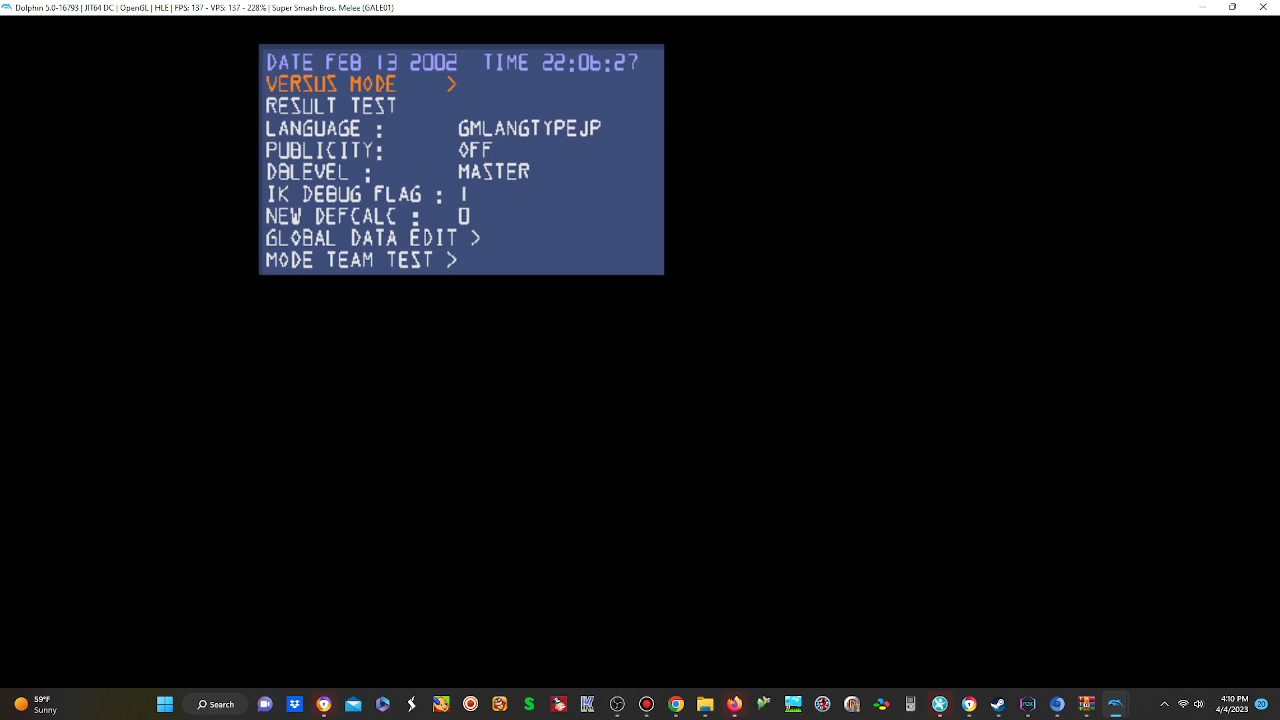 Dolphin 5.0-16793 | JIT64 DC | OpenGL | HLE | FPS: 137 - VPS: 137 - 228% | Super Smash Bros. Melee (GALE01)
DATE FEB 13 2002 TIME 22:06:27
VERSUS MODE >
RESULT TEST
LANGUAGE : GMLANGTYPEJP
PUBLICITY: OFF
DBLEVEL : MASTER
IK DEBUG FLAG : 1
NEW DEFCALC : 0
GLOBAL DATA EDIT >
MODE TEAM TEST >
59°F
Sunny
Search
4:30 PM
4/4/2023
20